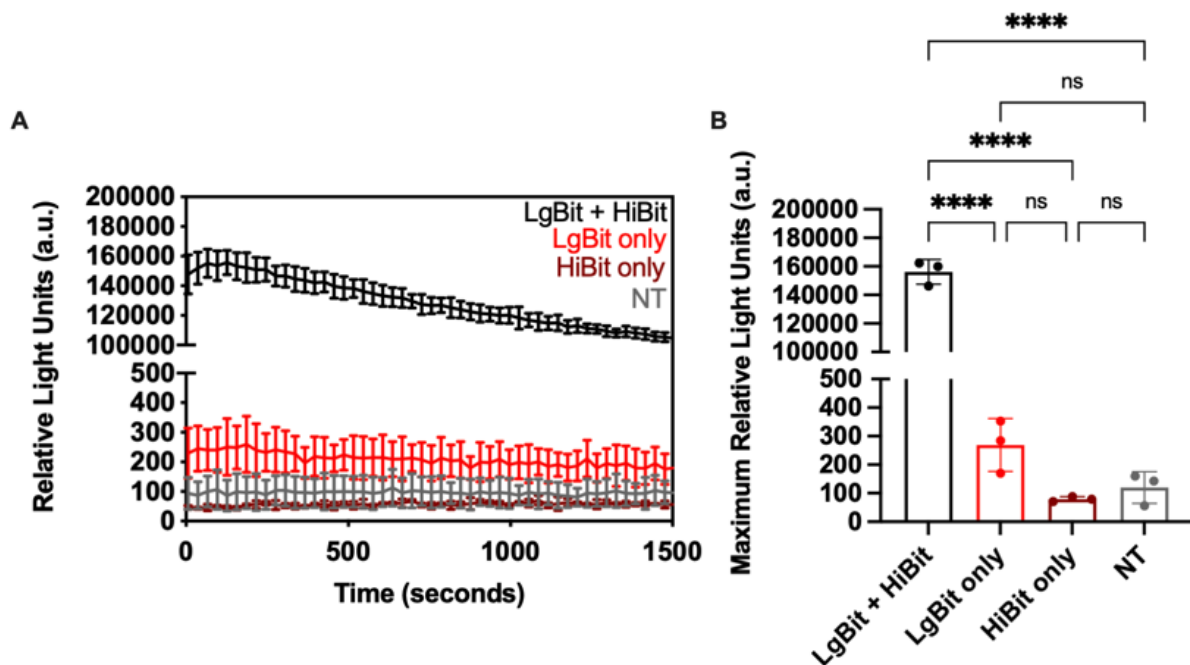 A
Relative Light Units (a.u.)
200000
180000
160000
140000
120000
100000
500
400
300
200
100
0
LgBit + HiBit
LgBit only
HiBit only
NT
0
500
1000
1500
Time (seconds)
B
Maximum Relative Light Units (a.u.)
****
ns
****
**** ns ns
200000
180000
160000
140000
120000
100000
500
400
300
200
100
0
LgBit + HiBit
LgBit only
HiBit only
NT